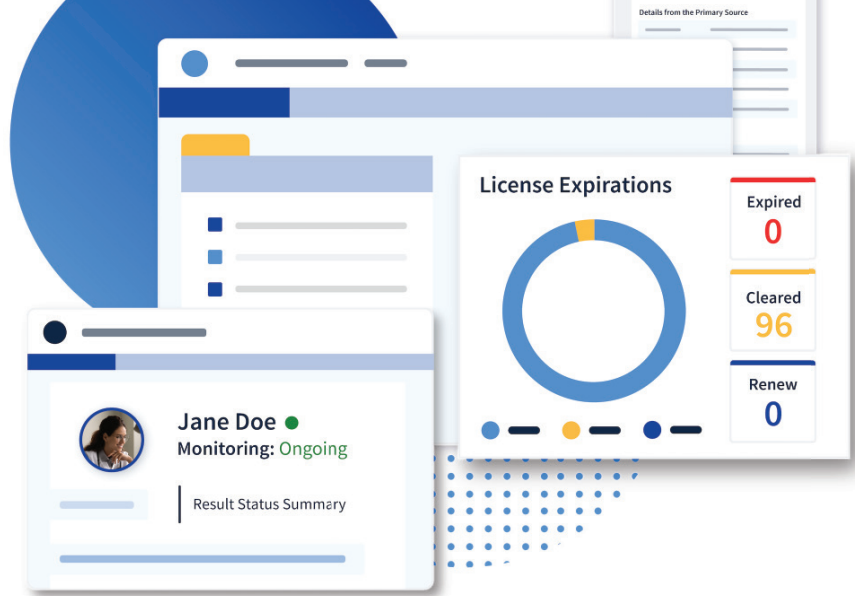 Details from the Primary Source
License Expirations
Expired
0
Cleared
96
Renew
0
Jane Doe
Monitoring: Ongoing
Result Status Summary